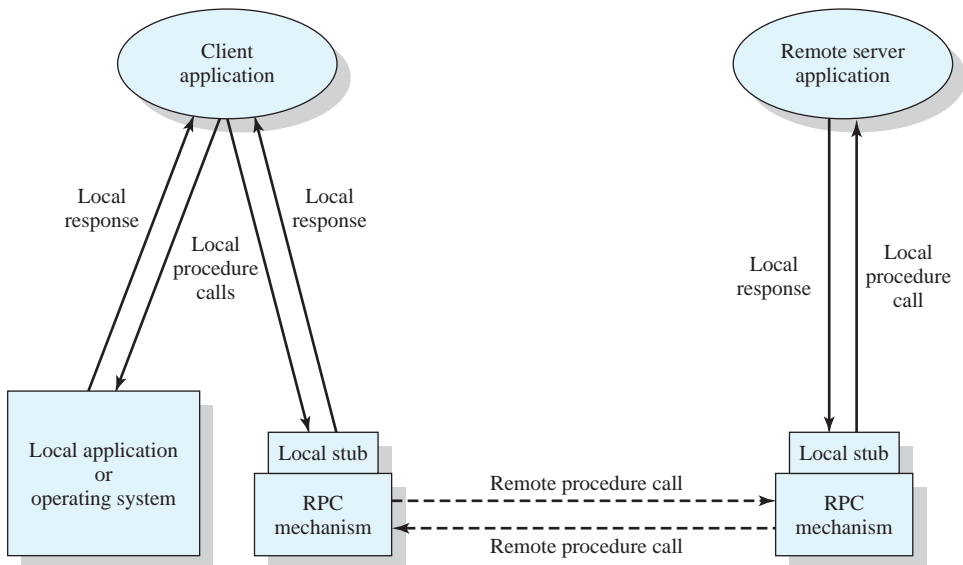 Client
application
Remote server
application
Local
response
Local
procedure
calls
Local
response
Local
response
Local
procedure
call
Local application
or
operating system
Local stub
RPC
mechanism
Remote procedure call
Remote procedure call
Local stub
RPC
mechanism